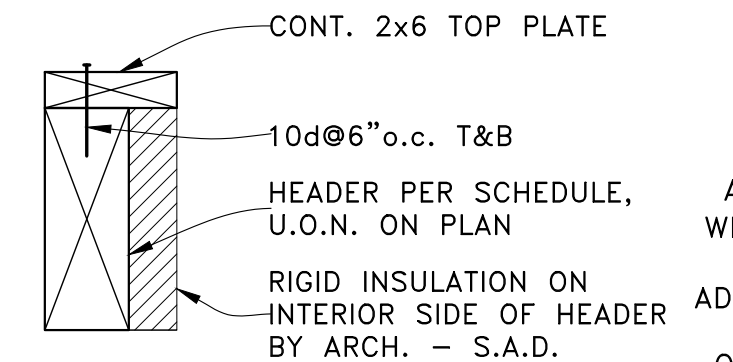 CONT. 2x6 TOP PLATE
10d@6"o.c. T&B
HEADER PER SCHEDULE,
U.O.N. ON PLAN
RIGID INSULATION ON
INTERIOR SIDE OF HEADER
BY ARCH. – S.A.D.